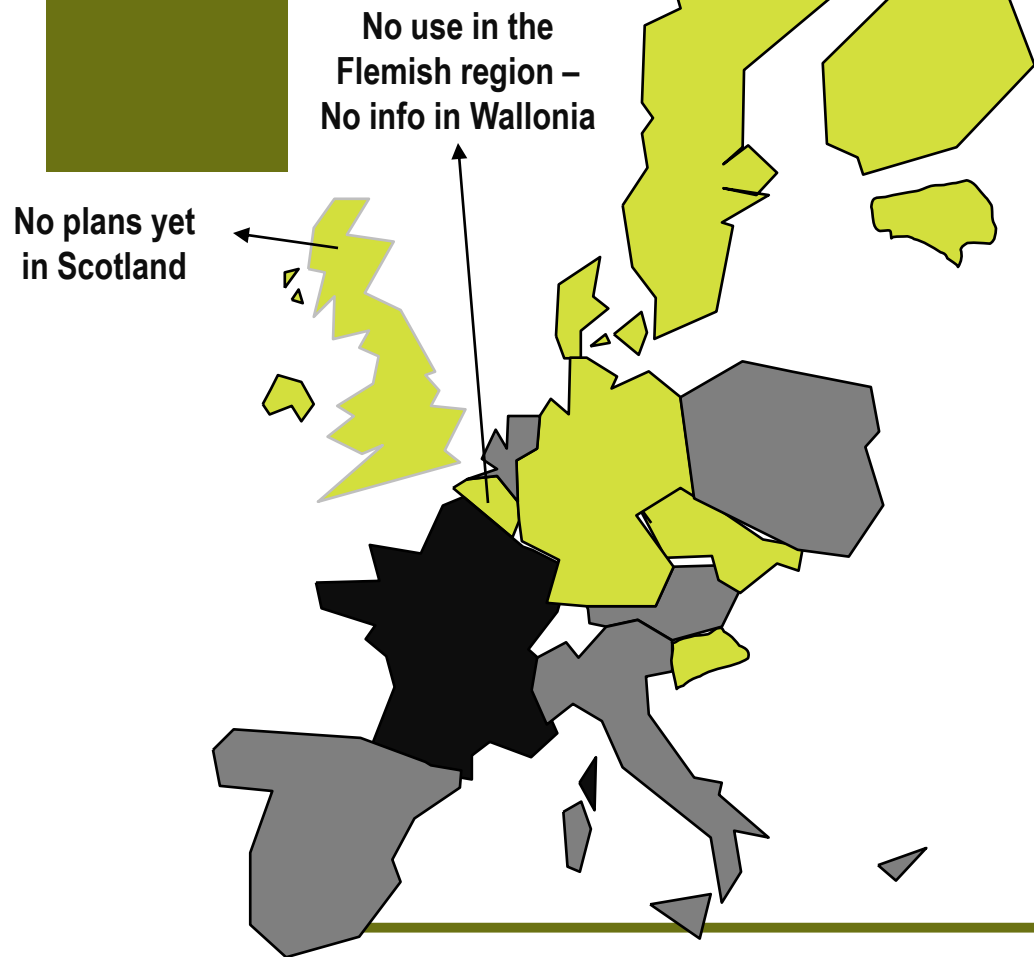 No use in the
Flemish region –
No info in Wallonia
No plans yet
in Scotland